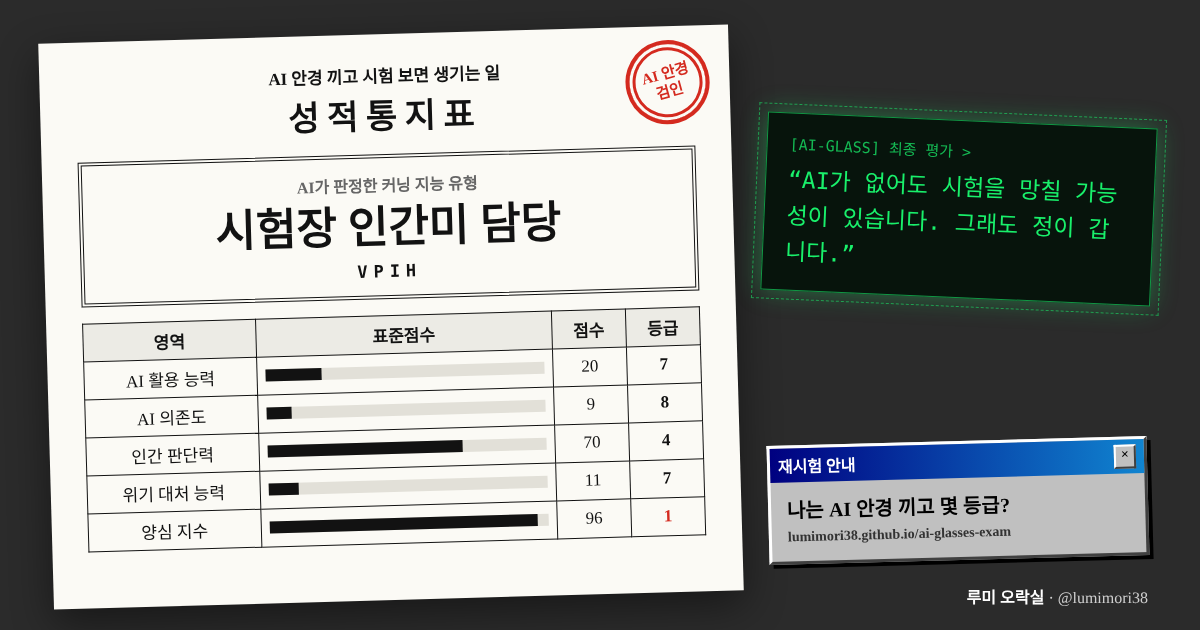 AI 안경 끼고 시험 보면 생기는 일
성적통지표
AI 안경
검인
AI가 판정한 커닝 지능 유형
시험장 인간미 담당
VPIH
영역 표준점수 점수 등급
AI 활용 능력 20 7
AI 의존도 9 8
인간 판단력 70 4
위기 대처 능력 11 7
양심 지수 96 1
[AI-GLASS] 최종 평가 >
“AI가 없어도 시험을 망칠 가능
성이 있습니다. 그래도 정이 갑
니다.”
재시험 안내 ×
나는 AI 안경 끼고 몇 등급?
lumimori38.github.io/ai-glasses-exam
루미 오락실 · @lumimori38